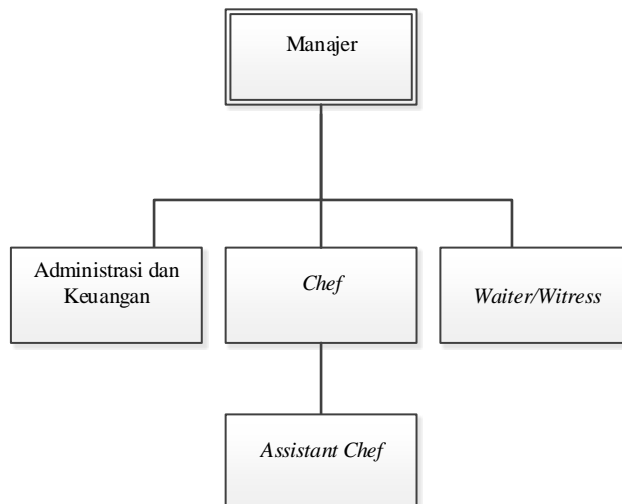 Manajer
Administrasi dan
Keuangan
Chef
Waiter/Witress
Assistant Chef